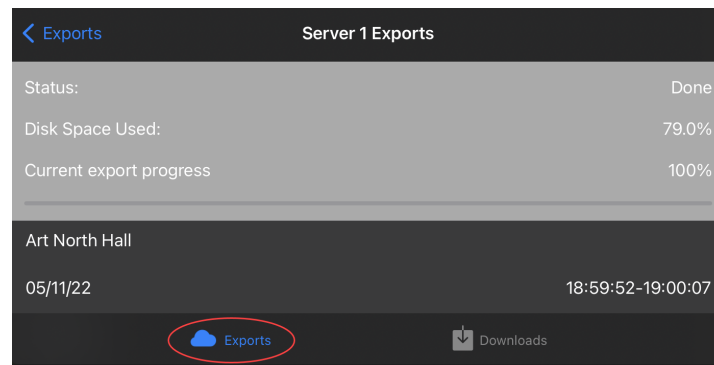 Exports Server 1 Exports
Status: Done
Disk Space Used: 79.0%
Current export progress 100%
Art North Hall
05/11/22 18:59:52-19:00:07
Exports Downloads